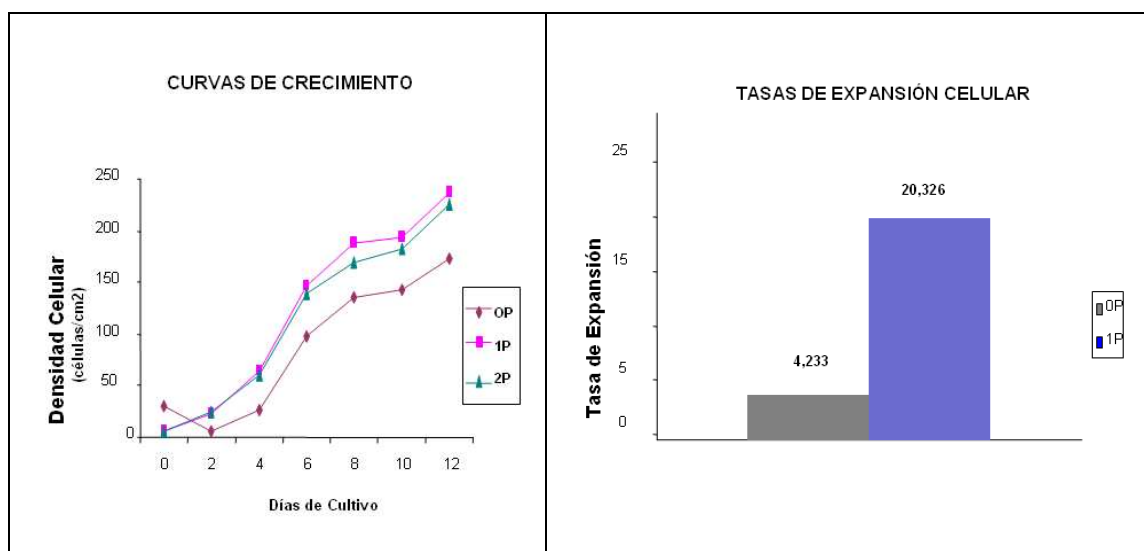 CURVAS DE CRECIMIENTO
250
200
150
100
50
0
0 2 4 6 8 10 12
Densidad Celular
(células/cm2)
Días de Cultivo
0P
1P
2P
TASAS DE EXPANSIÓN CELULAR
25
15
5
0
Tasa de Expansión
4,233
20,326
0P
1P